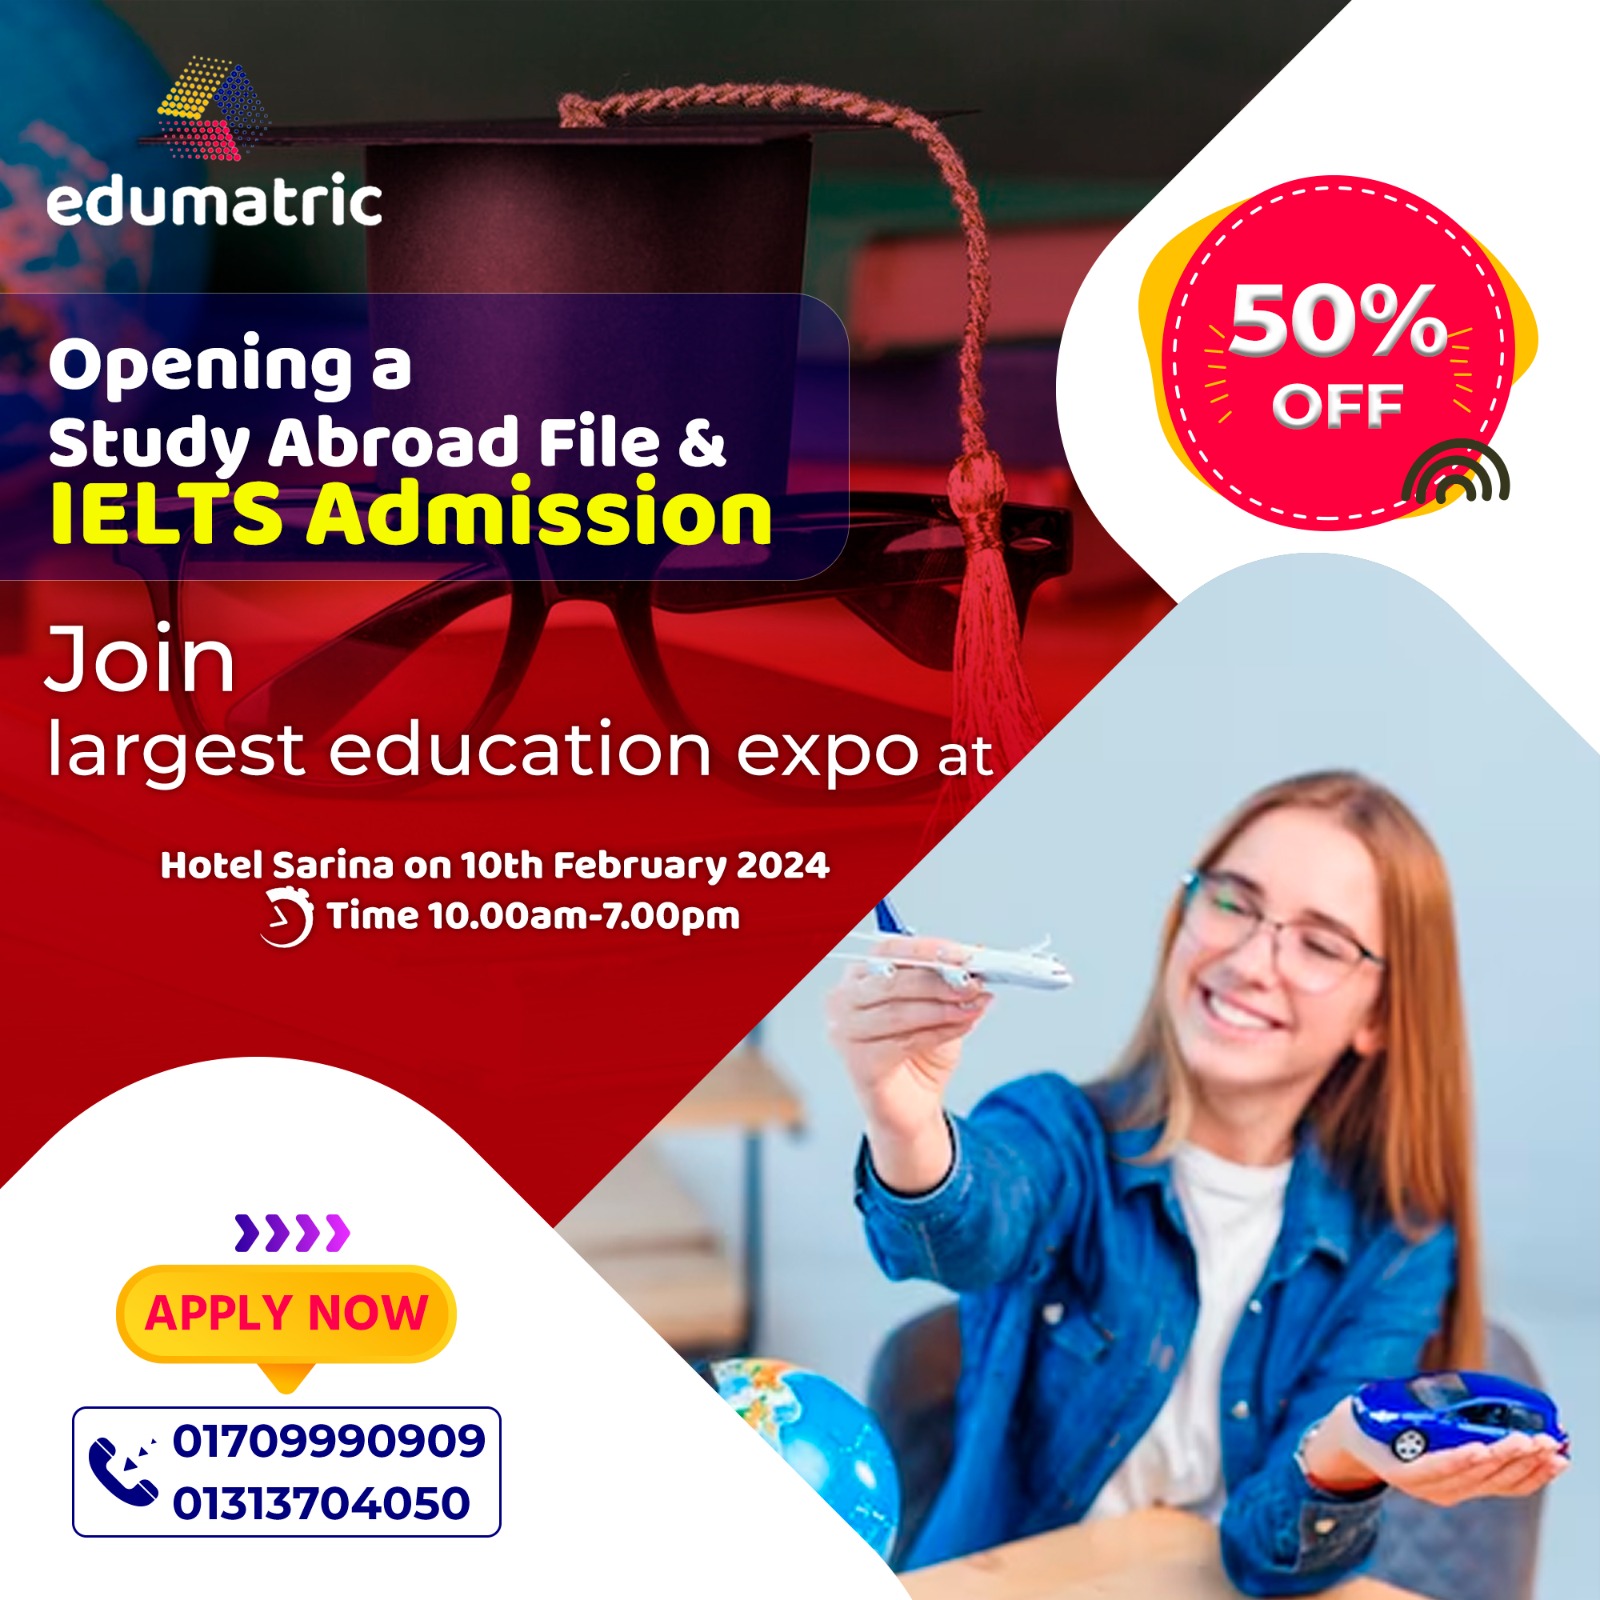 edumatric
50%
OFF
Opening a
Study Abroad File &
IELTS Admission
Join
largest education expo at
Hotel Sarina on 10th February 2024
Time 10.00am-7.00pm
APPLY NOW
01709990909
01313704050